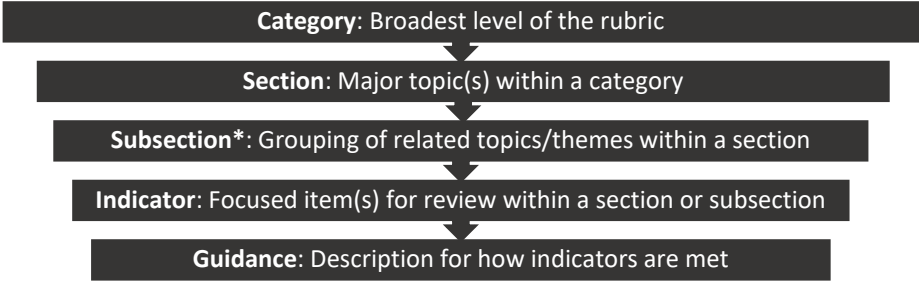 Category: Broadest level of the rubric
Section: Major topic(s) within a category
Subsection*: Grouping of related topics/themes within a section
Indicator: Focused item(s) for review within a section or subsection
Guidance: Description for how indicators are met